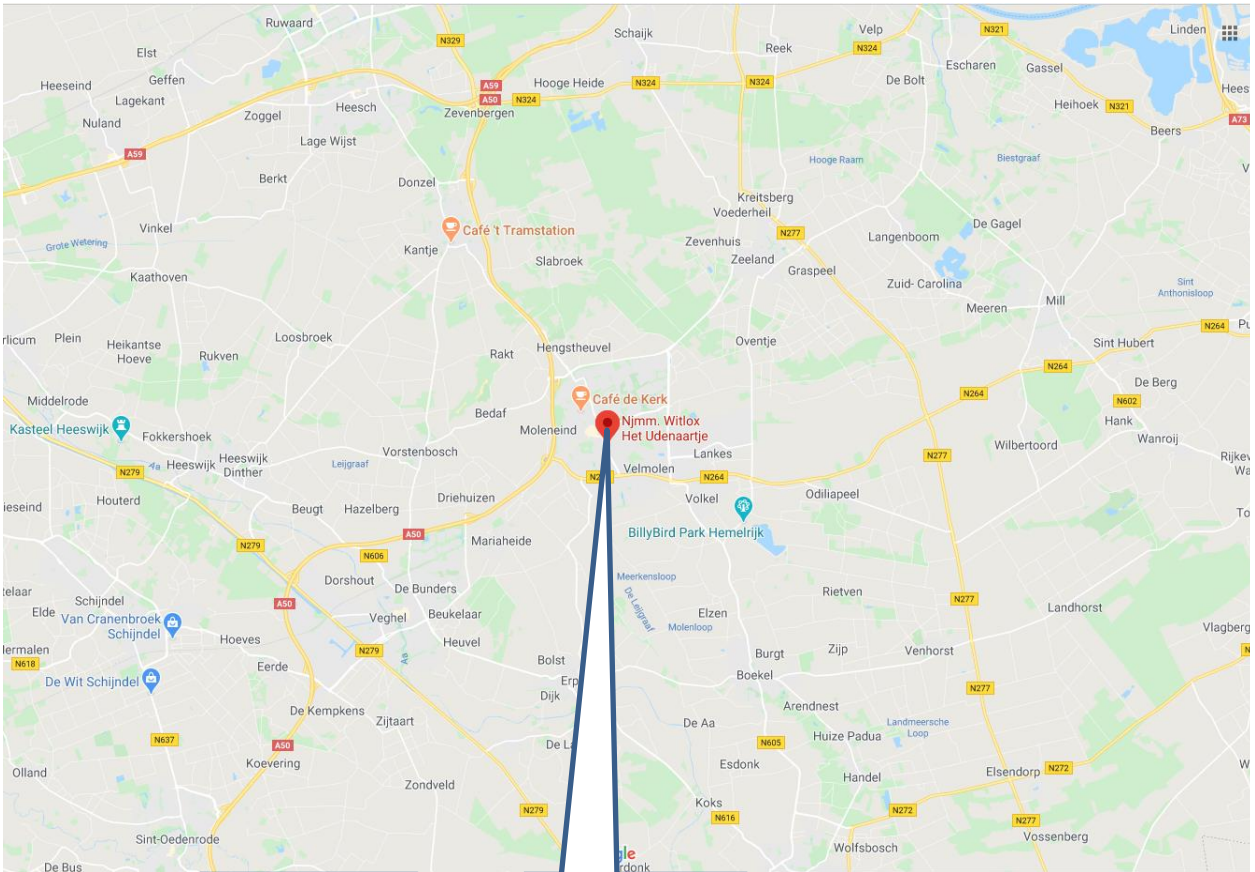 Ruwaard
Schaijk
Velp
N321
Linden
N329
Reek
N324
Elst
Escharen
Gassel
Geffen
A59
Hooge Heide
N324
N324
De Bolt
Heeseind
A50
N324
Lagekant
Heesch
Heihoek
N321
Zoggel
Zevenbergen
A73
Nuland
Beers
Lage Wijst
A59
Hooge Raam
Biestgraaf
Berkt
Donzel
Kreitsberg
Voederheil
De Gagel
Vinkel
Café 't Tramstation
N277
Langenboom
Grote Wetering
Kantje
Zevenhuis
Slabroek
Zeeland
Graspeel
Kaathoven
Zuid- Carolina
Sint
Anthonisloop
Mill
Meeren
N264
Plein
Heikantse
Hoeve
Loosbroek
Oventje
Sint Hubert
Rukven
Rakt
Hengstheuvel
N264
De Berg
N264
Middelrode
Café de Kerk
N602
Kasteel Heeswijk
Bedaf
Njmm. Witlox
Het Udenaartje
Hank
Fokkershoek
Moleneind
Wanroij
Vorstenbosch
Lankes
Wilbertoord
N277
Heeswijk
Heeswijk
Dinther
Leijgraaf
Aa
N279
Velmolen
N264
Houterd
Driehuizen
Volkel
Odiliapeel
Beugt
Hazelberg
A50
BillyBird Park Hemelrijk
N279
Mariaheide
N606
Dorshout
Meerkensloop
De Bunders
De Leijgraaf
Rietven
A50
Schijndel
N277
Elde
Van Cranenbroek
Schijndel
Veghel
Beukelaar
Elzen
Molenloop
Landhorst
Hoeves
Heuvel
N279
Aa
Zijp
Venhorst
N618
Eerde
Bolst
Burgt
Boekel
De Wit Schijndel
Dijk
N277
De Kempkens
Zijtaart
Arendnest
De Aa
Landmeersche
Loop
N637
A50
N605
Huize Padua
Koevering
Esdonk
Olland
Elsendorp
N272
Zondveld
Handel
Koks
N279
N616
N272
N277
Sint-Oedenrode
Vossenberg
Wolfsbosch
De Bus